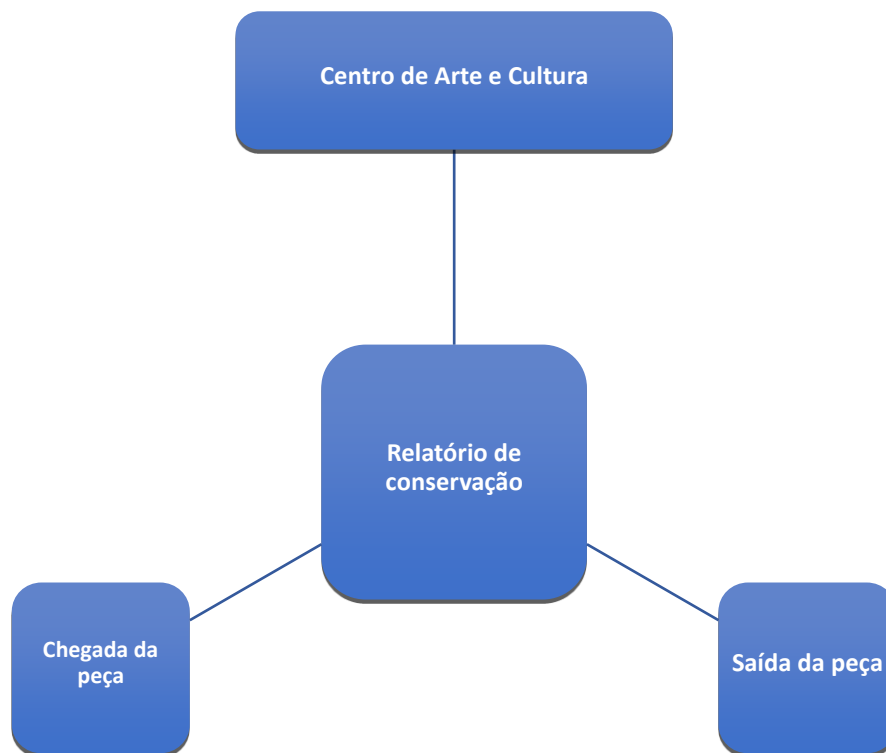 Centro de Arte e Cultura
Relatório de
conservação
Chegada da
peça
Saída da peça